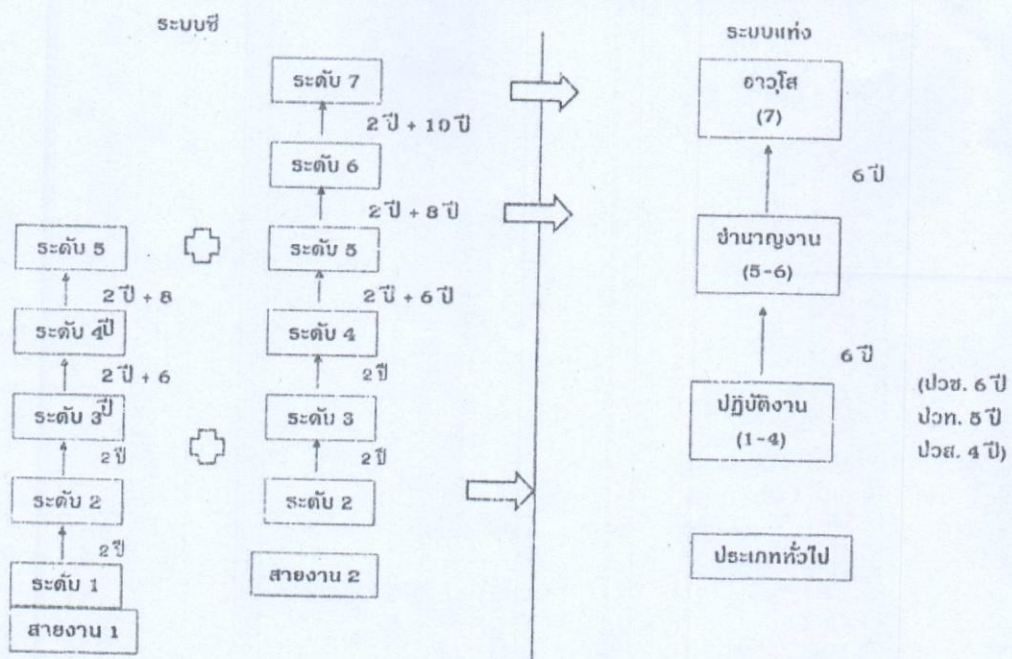 ระบบซี
ระดับ 5
2 ปี + 8
ปี
ระดับ 4
2 ปี + 6
ปี
ระดับ 3
2 ปี
ระดับ 2
2 ปี
ระดับ 1
สายงาน 1
ระดับ 7
2 ปี + 10 ปี
ระดับ 6
2 ปี + 8 ปี
ระดับ 5
2 ปี + 6 ปี
ระดับ 4
2 ปี
ระดับ 3
2 ปี
ระดับ 2
สายงาน 2
ระบบแท่ง
อาวุโส
(7)
6 ปี
ชำนาญงาน
(5-6)
6 ปี
ปฏิบัติงาน
(1-4)
(ปวช. 6 ปี
ปวท. 5 ปี
ปวส. 4 ปี)
ประเภททั่วไป